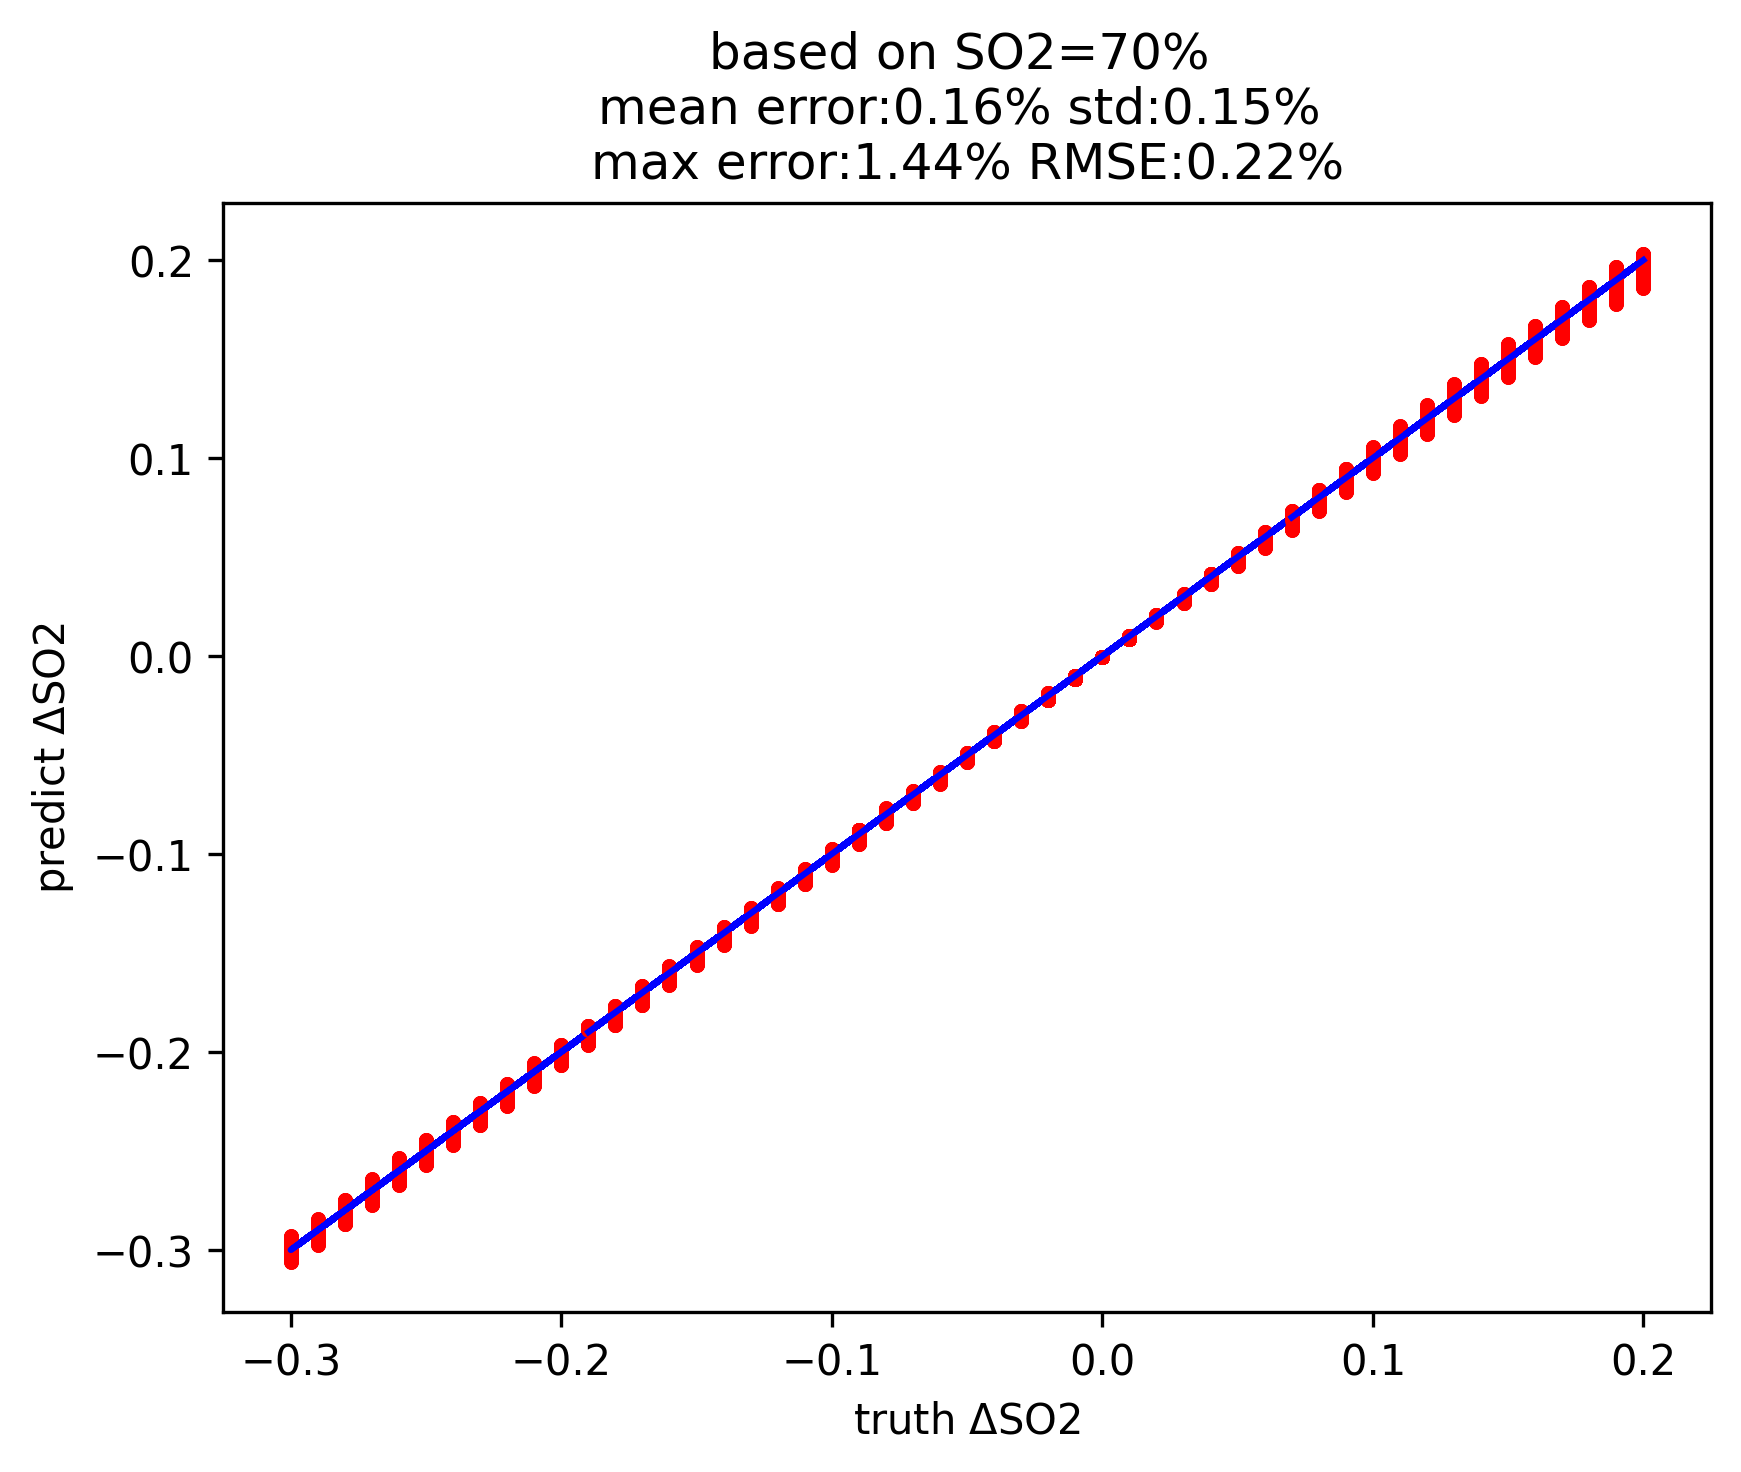 based on SO2=70%
mean error:0.16% std:0.15%
max error:1.44% RMSE:0.22%
0.2
0.1
0.0
−0.1
−0.2
−0.3
predict ΔSO2
−0.3 −0.2 −0.1 0.0 0.1 0.2
truth ΔSO2